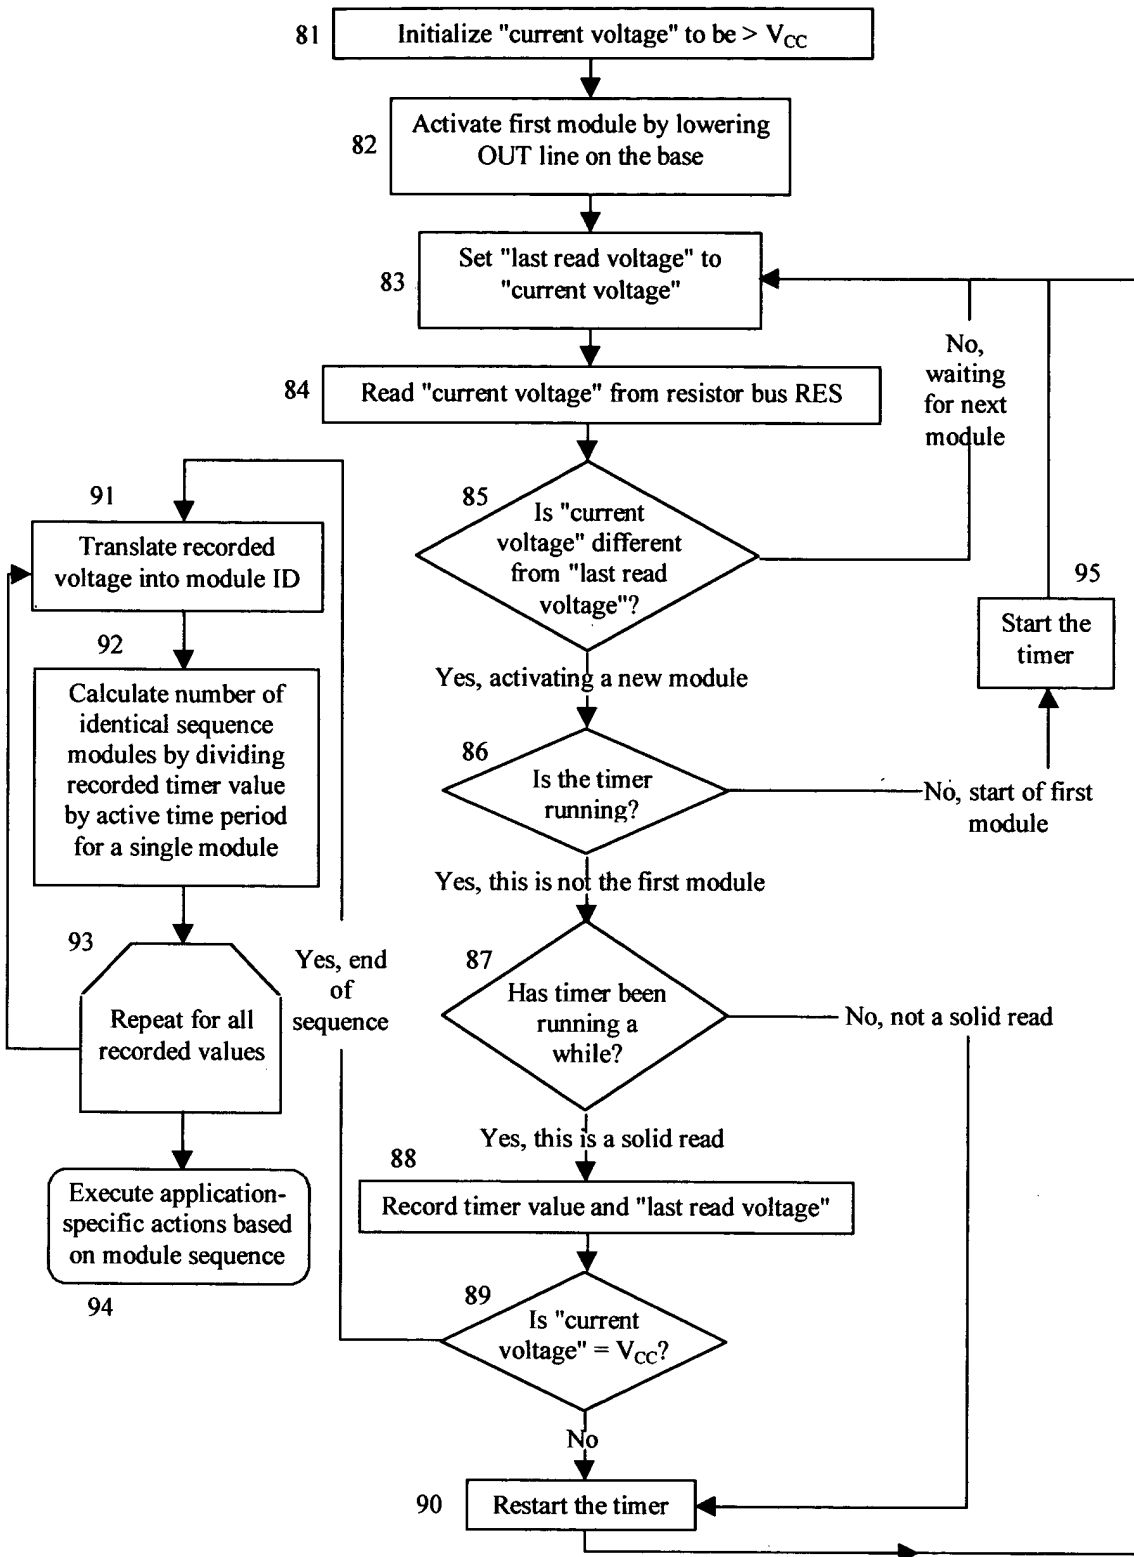 81
Initialize "current voltage" to be > VCC
82
Activate first module by lowering
OUT line on the base
83
Set "last read voltage" to
"current voltage"
84
Read "current voltage" from resistor bus RES
No,
waiting
for next
module
85
Is "current
voltage" different
from "last read
voltage"?
Yes, activating a new module
86
Is the timer
running?
No, start of first
module
95
Start the
timer
Yes, this is not the first module
87
Has timer been
running a
while?
No, not a solid read
Yes, this is a solid read
88
Record timer value and "last read voltage"
89
Is "current
voltage" = VCC?
No
90
Restart the timer
Yes, end
of
sequence
91
Translate recorded
voltage into module ID
92
Calculate number of
identical sequence
modules by dividing
recorded timer value
by active time period
for a single module
93
Repeat for all
recorded values
Execute application-
specific actions based
on module sequence
94